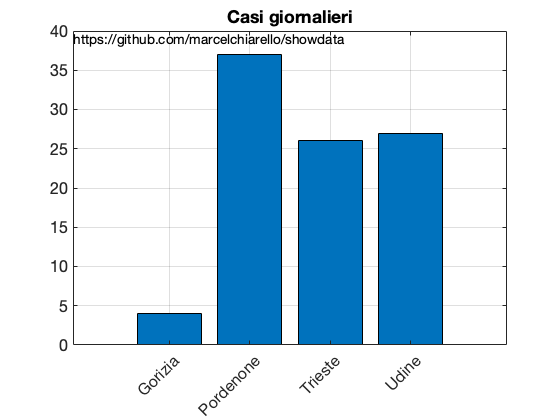 Casi giornalieri
https://github.com/marcelchiarello/showdata
40
35
30
25
20
15
10
5
0
Gorizia
Pordenone
Trieste
Udine